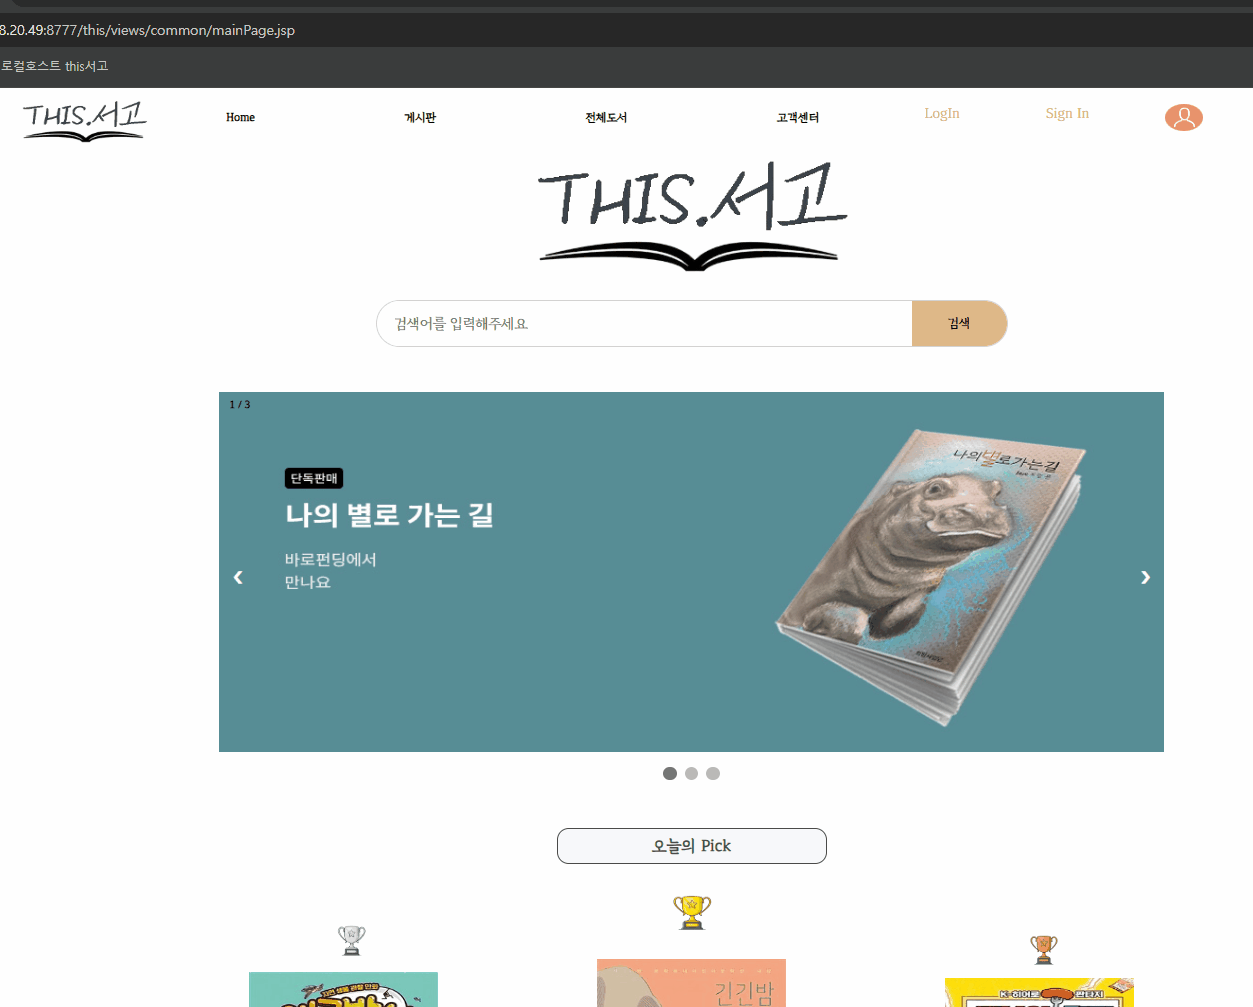 8.20.49:8777/this/views/common/mainPage.jsp
로컬호스트 this서고
THIS.서고
Home
게시판
전체도서
고객센터
LogIn
Sign In
THIS.서고
검색어를 입력해주세요.
검색
1 / 3
단독판매
나의 별로 가는 길
바로펀딩에서
만나요
나의별로가는길
❮
❯
오늘의 Pick
긴긴밤